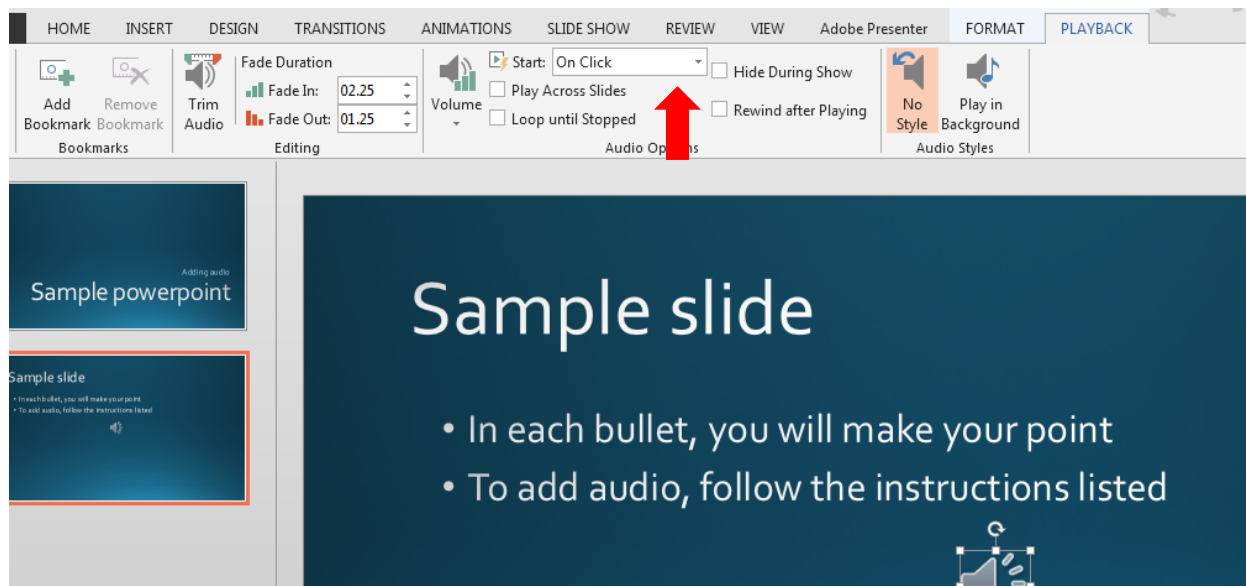 HOME INSERT DESIGN TRANSITIONS ANIMATIONS SLIDE SHOW REVIEW VIEW Adobe Presenter FORMAT PLAYBACK
Add Bookmark
Remove Bookmark
Bookmarks
Trim Audio
Fade Duration
Fade In: 02.25
Fade Out: 01.25
Editing
Volume
Start: On Click
Play Across Slides
Loop until Stopped
Hide During Show
Rewind after Playing
Audio Options
No Style
Play in Background
Audio Styles
Adding audio
Sample powerpoint
Sample slide
• In each bullet, you will make your point
• To add audio, follow the instructions listed
Sample slide
• In each bullet, you will make your point
• To add audio, follow the instructions listed